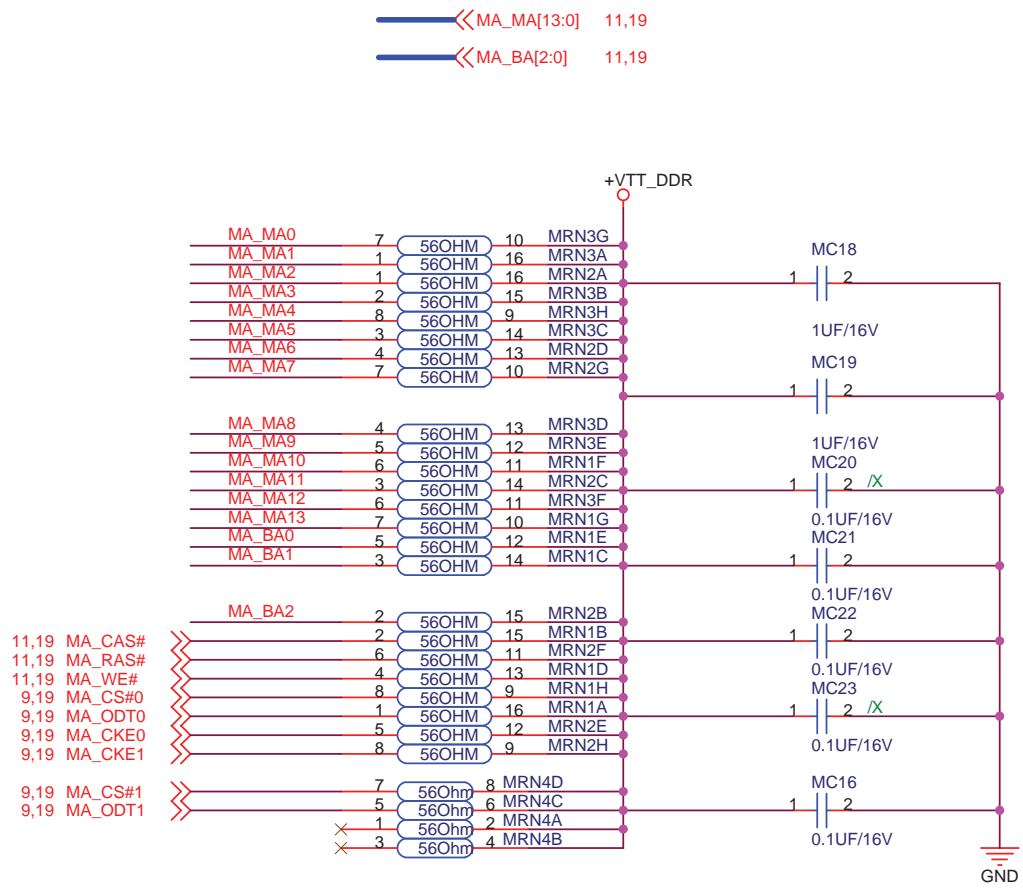 MA_MA[13:0] 11,19
MA_BA[2:0] 11,19
+VTT_DDR
MA_MA0 7 56OHM 10 MRN3G
MA_MA1 1 56OHM 16 MRN3A
MA_MA2 1 56OHM 16 MRN2A
MA_MA3 2 56OHM 15 MRN3B
MA_MA4 8 56OHM 9 MRN3H
MA_MA5 3 56OHM 14 MRN3C
MA_MA6 4 56OHM 13 MRN2D
MA_MA7 7 56OHM 10 MRN2G
MC18
1 2
1UF/16V
MC19
1 2
1UF/16V
MA_MA8 4 56OHM 13 MRN3D
MA_MA9 5 56OHM 12 MRN3E
MA_MA10 6 56OHM 11 MRN1F
MA_MA11 3 56OHM 14 MRN2C
MA_MA12 6 56OHM 11 MRN3F
MA_MA13 7 56OHM 10 MRN1G
MA_BA0 5 56OHM 12 MRN1E
MA_BA1 3 56OHM 14 MRN1C
MC20
1 2 /X
0.1UF/16V
MC21
1 2
0.1UF/16V
MA_BA2 2 56OHM 15 MRN2B
11,19 MA_CAS# 2 56OHM 15 MRN1B
11,19 MA_RAS# 6 56OHM 11 MRN2F
11,19 MA_WE# 4 56OHM 13 MRN1D
9,19 MA_CS#0 8 56OHM 9 MRN1H
9,19 MA_ODT0 1 56OHM 16 MRN1A
9,19 MA_CKE0 5 56OHM 12 MRN2E
9,19 MA_CKE1 8 56OHM 9 MRN2H
MC22
1 2
0.1UF/16V
MC23
1 2 /X
0.1UF/16V
9,19 MA_CS#1 7 56Ohm 8 MRN4D
9,19 MA_ODT1 5 56Ohm 6 MRN4C
1 56Ohm 2 MRN4A
3 56Ohm 4 MRN4B
MC16
1 2
0.1UF/16V
GND